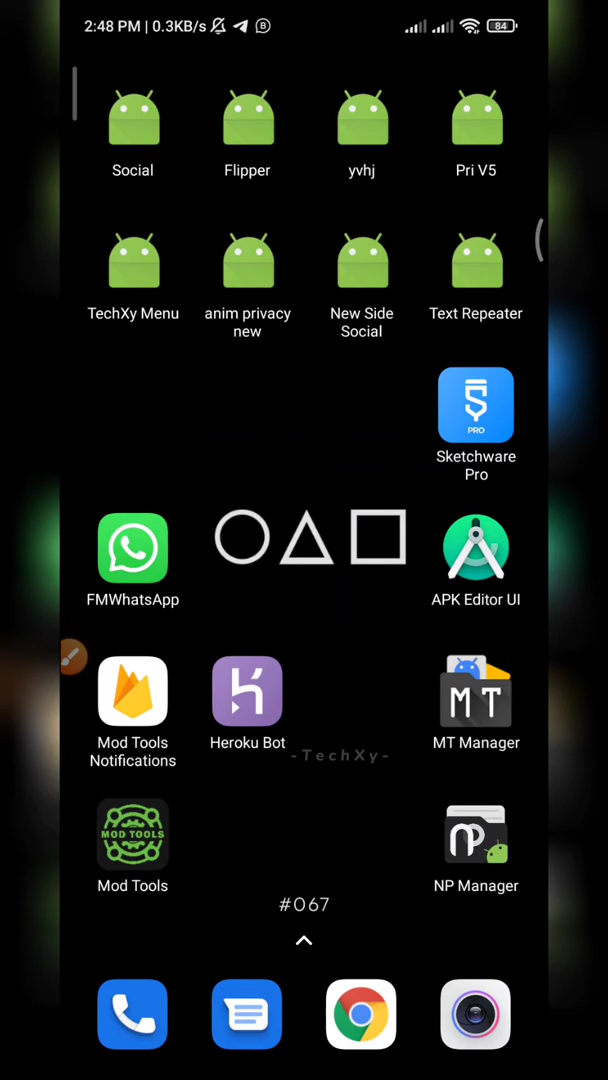 2:48 PM | 0.3KB/s
84
Social
Flipper
yvhj
Pri V5
TechXy Menu
anim privacy
new
New Side
Social
Text Repeater
PRO
Sketchware
Pro
FMWhatsApp
APK Editor UI
Mod Tools
Notifications
Heroku Bot
MT
MT Manager
-TechXy-
MOD TOOLS
Mod Tools
NP Manager
#067